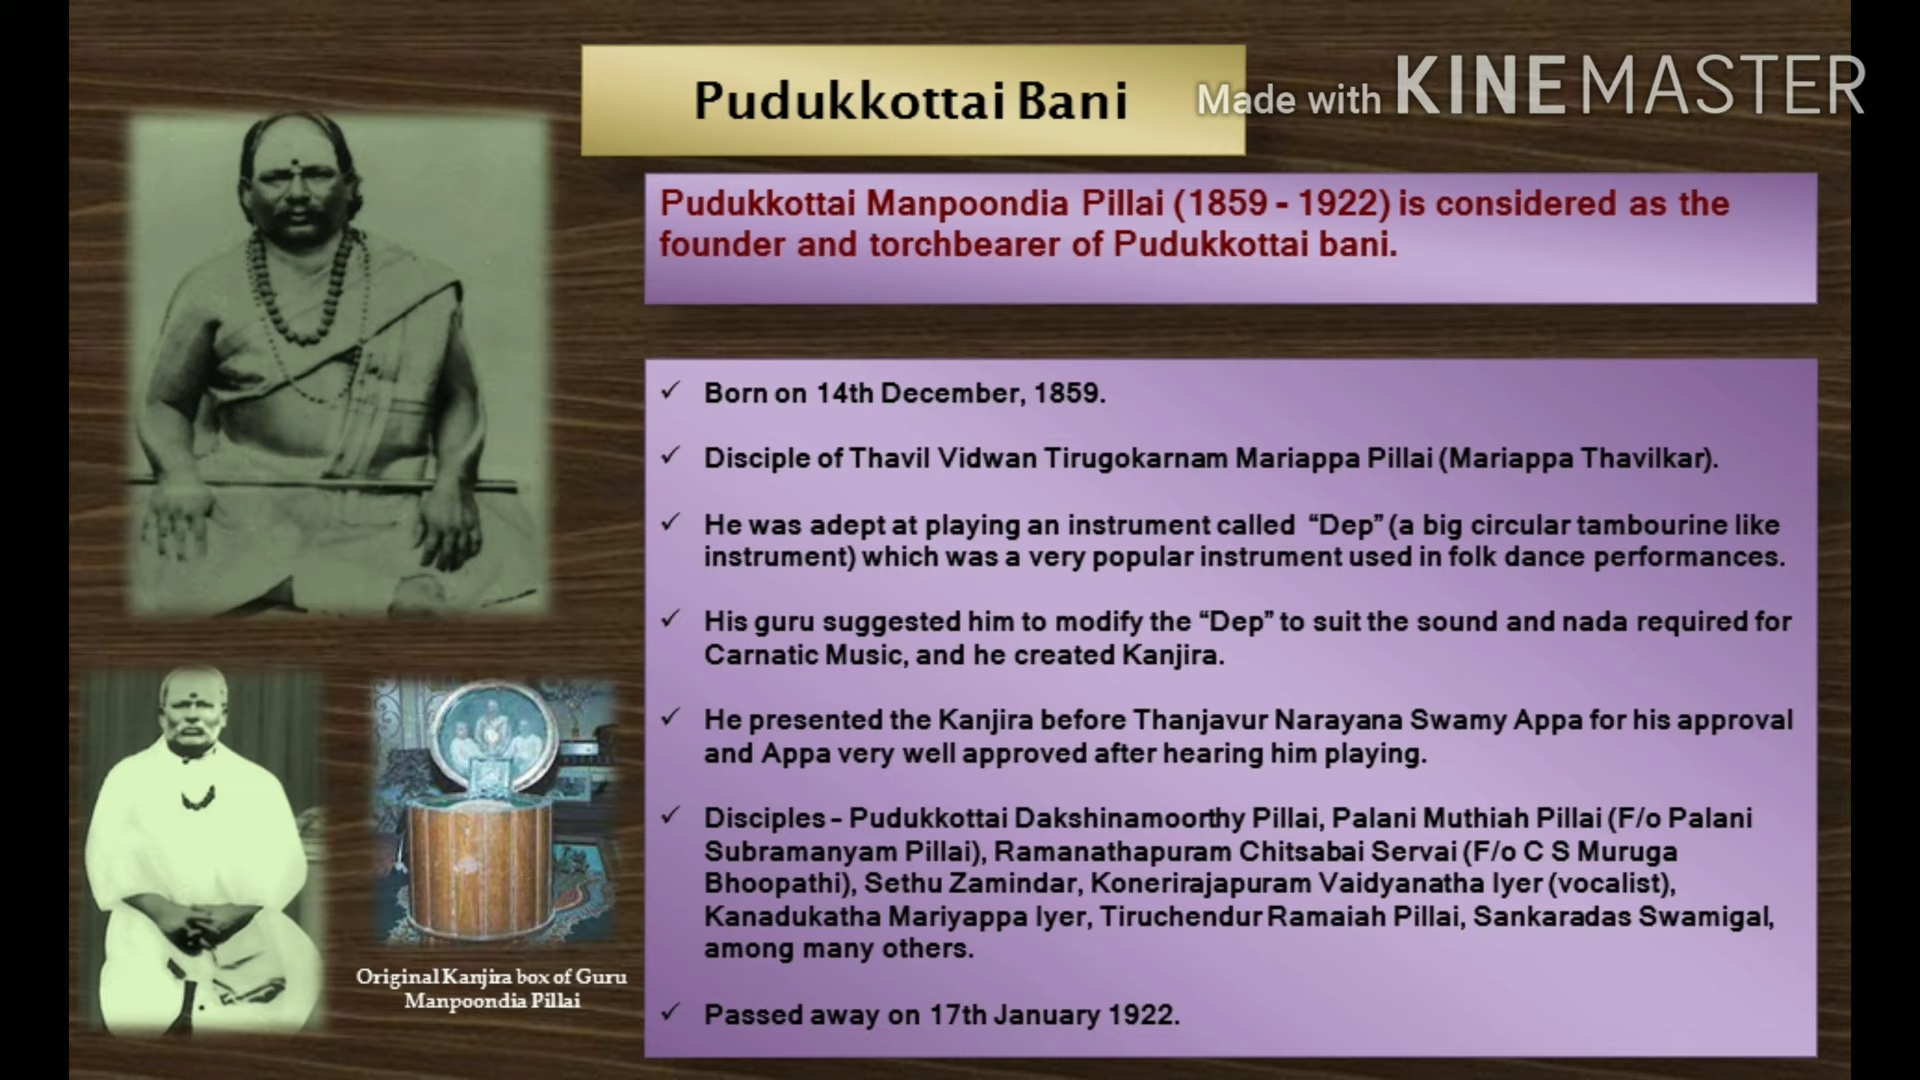 Pudukkottai Bani
Made with KINEMASTER
Pudukkottai Manpoondia Pillai (1859 - 1922) is considered as the
founder and torchbearer of Pudukkottai bani.
✓ Born on 14th December, 1859.
✓ Disciple of Thavil Vidwan Tirugokarnam Mariappa Pillai (Mariappa Thavilkar).
✓ He was adept at playing an instrument called “Dep” (a big circular tambourine like
instrument) which was a very popular instrument used in folk dance performances.
✓ His guru suggested him to modify the “Dep” to suit the sound and nada required for
Carnatic Music, and he created Kanjira.
✓ He presented the Kanjira before Thanjavur Narayana Swamy Appa for his approval
and Appa very well approved after hearing him playing.
✓ Disciples – Pudukkottai Dakshinamoorthy Pillai, Palani Muthiah Pillai (F/o Palani
Subramanyam Pillai), Ramanathapuram Chitsabai Servai (F/o C S Muruga
Bhoopathi), Sethu Zamindar, Konerirajapuram Vaidyanatha Iyer (vocalist),
Kanadukatha Mariyappa Iyer, Tiruchendur Ramaiah Pillai, Sankaradas Swamigal,
among many others.
✓ Passed away on 17th January 1922.
Original Kanjira box of Guru
Manpoondia Pillai